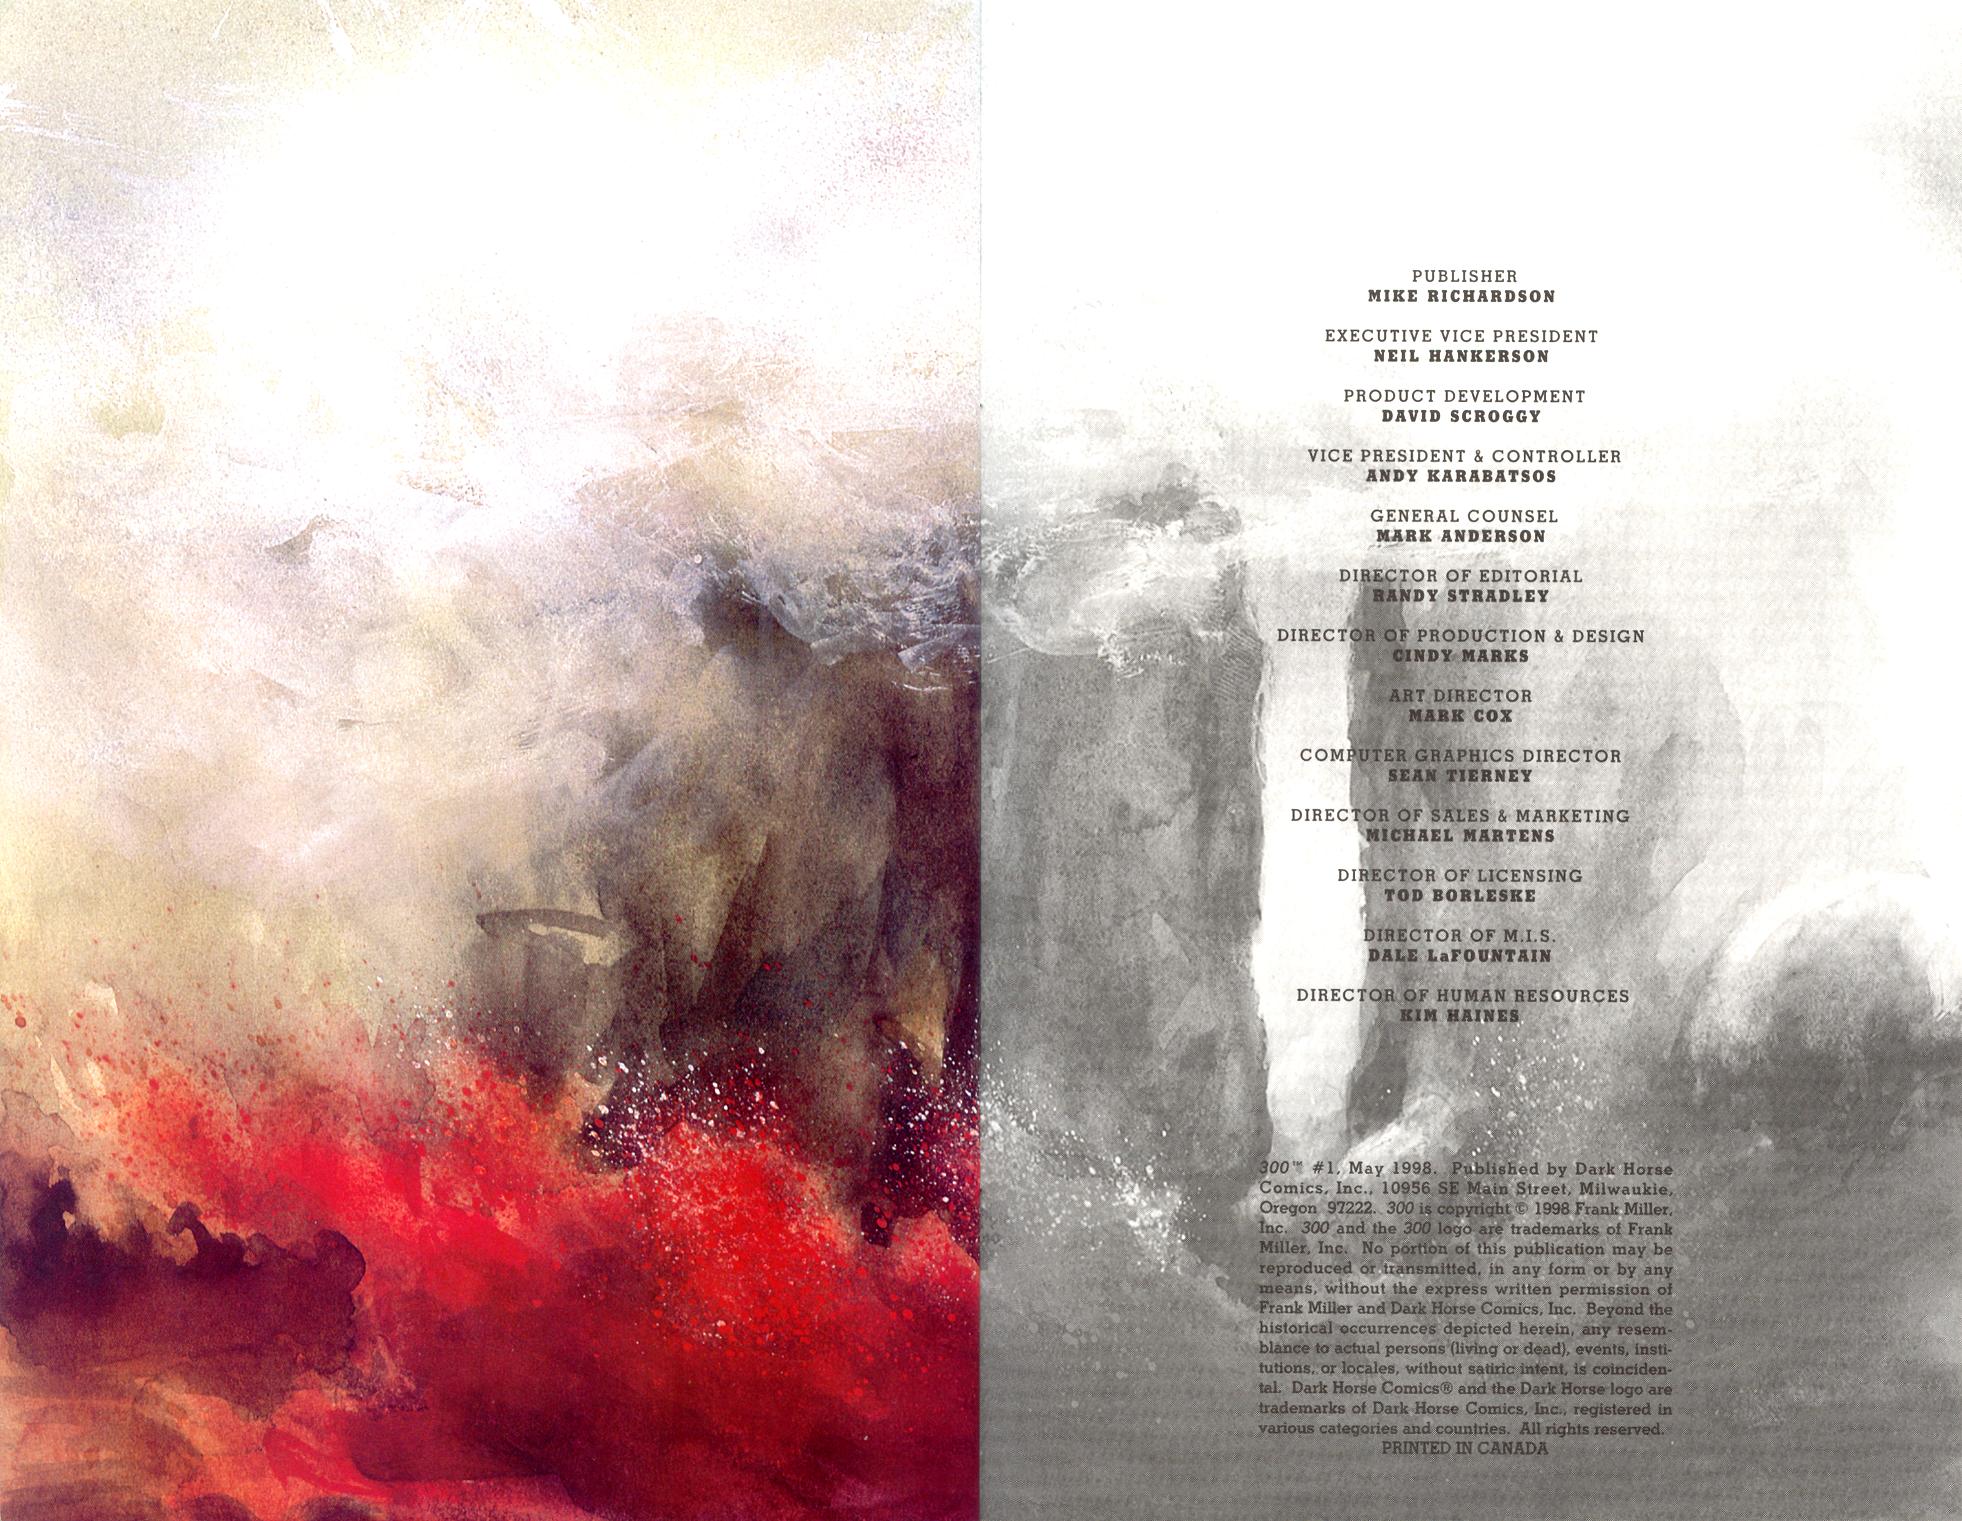 PUBLISHER
MIKE RICHARDSON
EXECUTIVE VICE PRESIDENT
NEIL HANKERSON
PRODUCT DEVELOPMENT
DAVID SCROGGY
VICE PRESIDENT & CONTROLLER
ANDY KARABATSOS
GENERAL COUNSEL
MARK ANDERSON
DIRECTOR OF EDITORIAL
RANDY STRADLEY
DIRECTOR OF PRODUCTION & DESIGN
CINDY MARKS
ART DIRECTOR
MARK COX
COMPUTER GRAPHICS DIRECTOR
SEAN TIERNEY
DIRECTOR OF SALES & MARKETING
MICHAEL MARTENS
DIRECTOR OF LICENSING
TOD BORLESKE
DIRECTOR OF M.I.S.
DALE LaFOUNTAIN
DIRECTOR OF HUMAN RESOURCES
KIM HAINES
300™ #1, May 1998. Published by Dark Horse
Comics, Inc., 10956 SE Main Street, Milwaukie,
Oregon 97222. 300 is copyright © 1998 Frank Miller,
Inc. 300 and the 300 logo are trademarks of Frank
Miller, Inc. No portion of this publication may be
reproduced or transmitted, in any form or by any
means, without the express written permission of
Frank Miller and Dark Horse Comics, Inc. Beyond the
historical occurrences depicted herein, any resem-
blance to actual persons (living or dead), events, insti-
tutions, or locales, without satiric intent, is coinciden-
tal. Dark Horse Comics® and the Dark Horse logo are
trademarks of Dark Horse Comics, Inc., registered in
various categories and countries. All rights reserved.
PRINTED IN CANADA